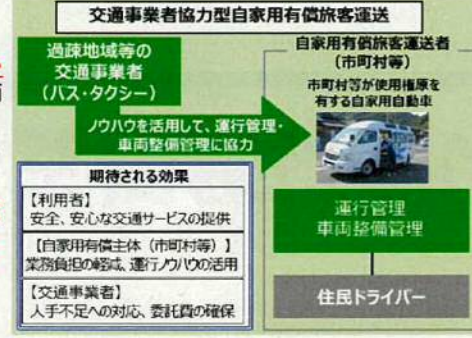 交通事業者協力型自家用有償旅客運送
過疎地域等の
交通事業者
(バス・タクシー)
ノウハウを活用して、運行管理・
車両整備管理に協力
自家用有償旅客運送者
(市町村等)
市町村等が使用権原を
有する自家用自動車
運行管理
車両整備管理
住民ドライバー
期待される効果
【利用者】
安全、安心な交通サービスの提供
【自家用有償主体(市町村等)】
業務負担の軽減、運行ノウハウの活用
【交通事業者】
人手不足への対応、委託費の確保